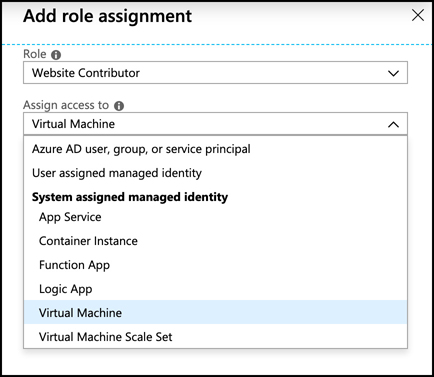 Add role assignment
Role
Website Contributor
Assign access to
Virtual Machine
Azure AD user, group, or service principal
User assigned managed identity
System assigned managed identity
App Service
Container Instance
Function App
Logic App
Virtual Machine
Virtual Machine Scale Set